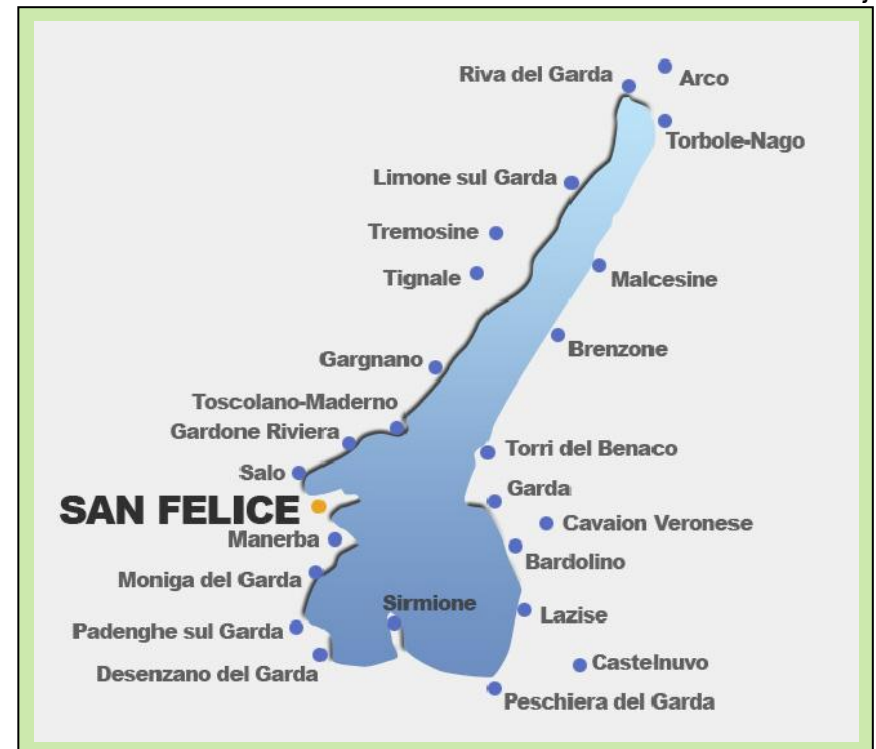 Riva del Garda
Arco
Torbole-Nago
Limone sul Garda
Tremosine
Tignale
Malcesine
Brenzone
Gargnano
Toscolano-Maderno
Gardone Riviera
Torri del Benaco
Salo
Garda
SAN FELICE
Cavaion Veronese
Manerba
Bardolino
Moniga del Garda
Sirmione
Lazise
Padenghe sul Garda
Castelnuvo
Desenzano del Garda
Peschiera del Garda